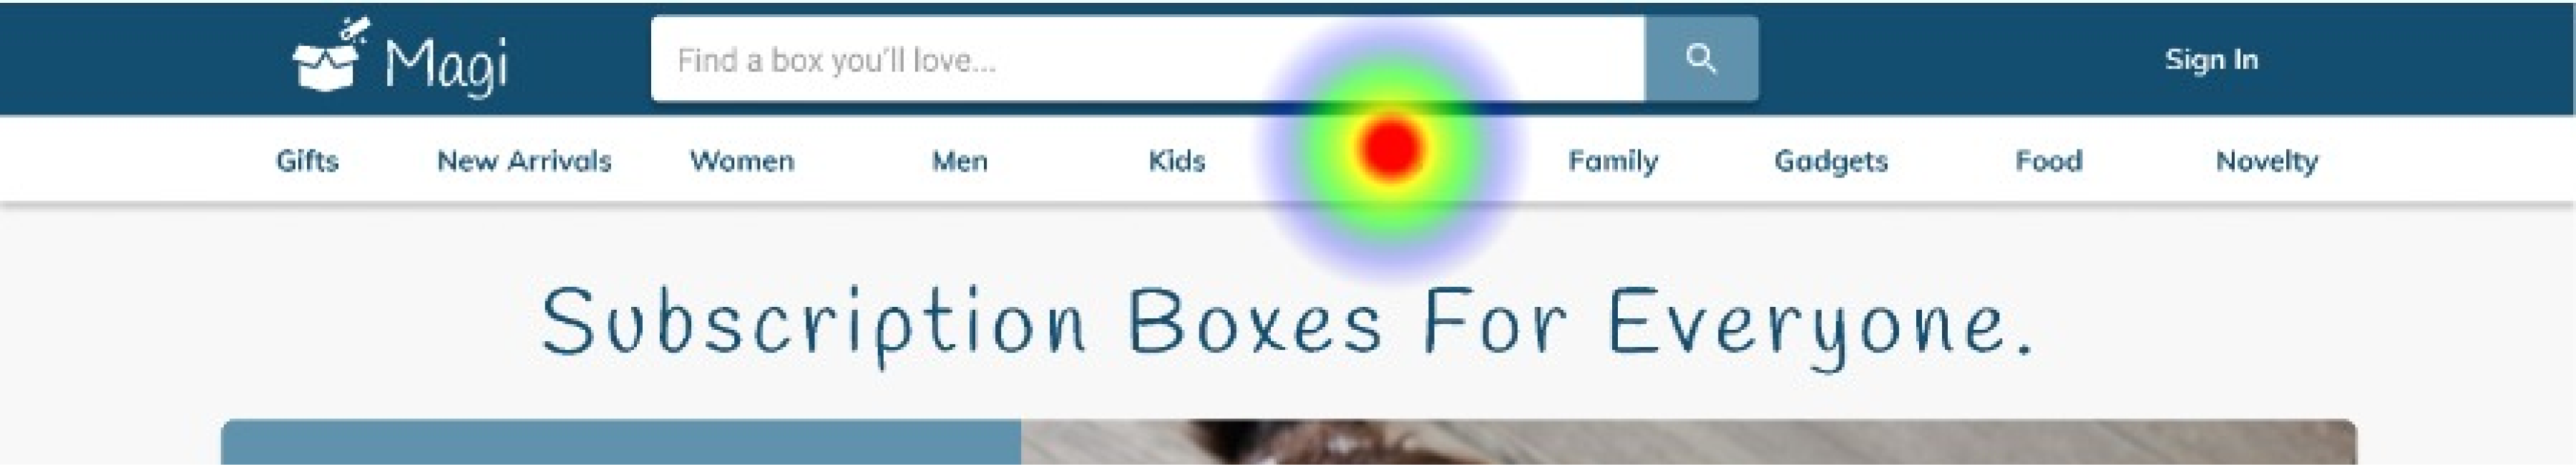 Magi
Find a box you'll love...
Sign In
Gifts New Arrivals Women Men Kids Family Gadgets Food Novelty
Subscription Boxes For Everyone.